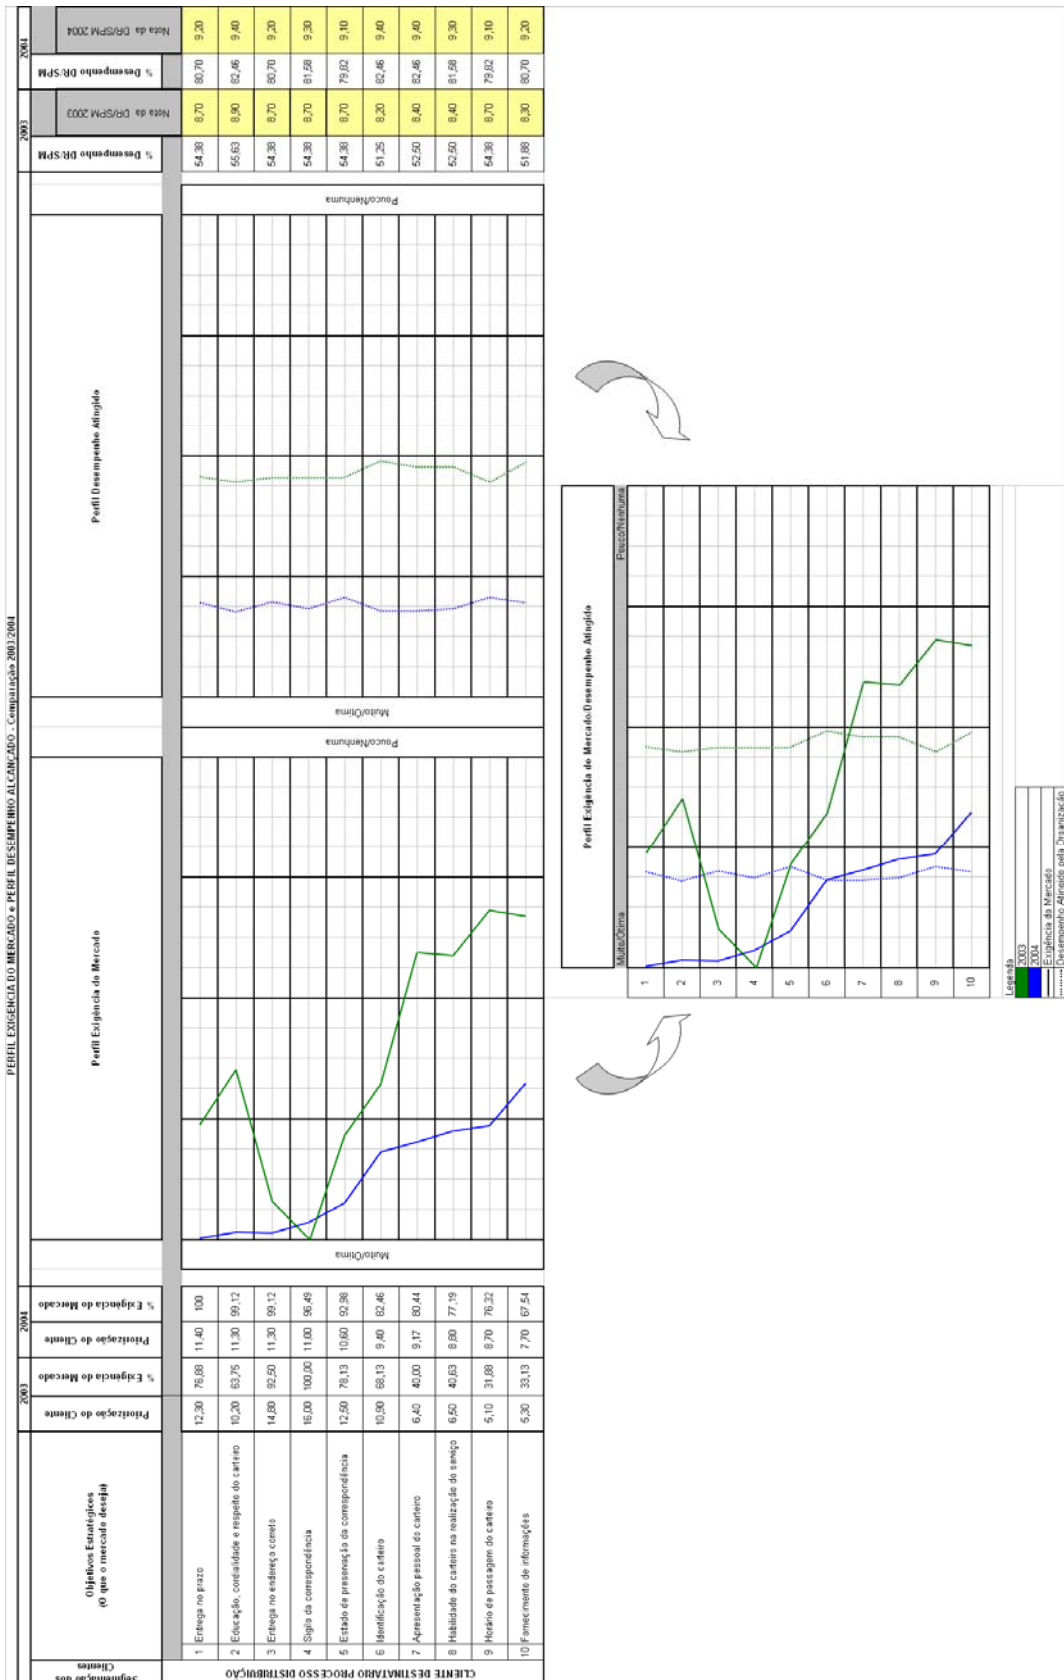 PERFIL EXIGENCIA DO MERCADO e PERFIL DESEMPENHO ALCANÇADO - Comparação 2003/2004
Segmentação dos Clientes
Objetivos Estratégicos
(O que o mercado deseja)
2003
Priorização do Cliente
% Exigência do Mercado
2004
Priorização do Cliente
% Exigência do Mercado
Perfil Exigência do Mercado
Perfil Desempenho Atingido
2003
% Desempenho DR/SPM
Nota da DR/SPM 2003
2004
% Desempenho DR/SPM
Nota da DR/SPM 2004
CLIENTE DESTINATÁRIO PROCESSO DISTRIBUIÇÃO
Muito/Ótima
Pouco/Nenhuma
Muito/Ótima
Pouco/Nenhuma
1 Entrega no prazo 12,30 76,88 11,40 100 54,38 8,70 80,70 9,20
2 Educação, cordialidade e respeito do carteiro 10,20 63,75 11,30 99,12 55,63 8,90 82,46 9,40
3 Entrega no endereço correto 14,80 92,50 11,30 99,12 54,38 8,70 80,70 9,20
4 Sigilo da correspondência 16,00 100,00 11,00 96,49 54,38 8,70 81,58 9,30
5 Estado de preservação da correspondência 12,50 78,13 10,60 92,98 54,38 8,70 79,82 9,10
6 Identificação do carteiro 10,90 68,13 9,40 82,46 51,25 8,20 82,46 9,40
7 Apresentação pessoal do carteiro 6,40 40,00 9,17 80,44 52,50 8,40 82,46 9,40
8 Habilidade do carteiro na realização do serviço 6,50 40,63 8,80 77,19 52,50 8,40 81,58 9,30
9 Horário de passagem do carteiro 5,10 31,88 8,70 76,32 54,38 8,70 79,82 9,10
10 Fornecimento de informações 5,30 33,13 7,70 67,54 51,88 8,30 80,70 9,20
Perfil Exigência do Mercado/Desempenho Atingido
Muito/Ótima
Pouco/Nenhuma
1
2
3
4
5
6
7
8
9
10
Legenda
2003
2004
Exigência do Mercado
Desempenho Atingido pela Organização